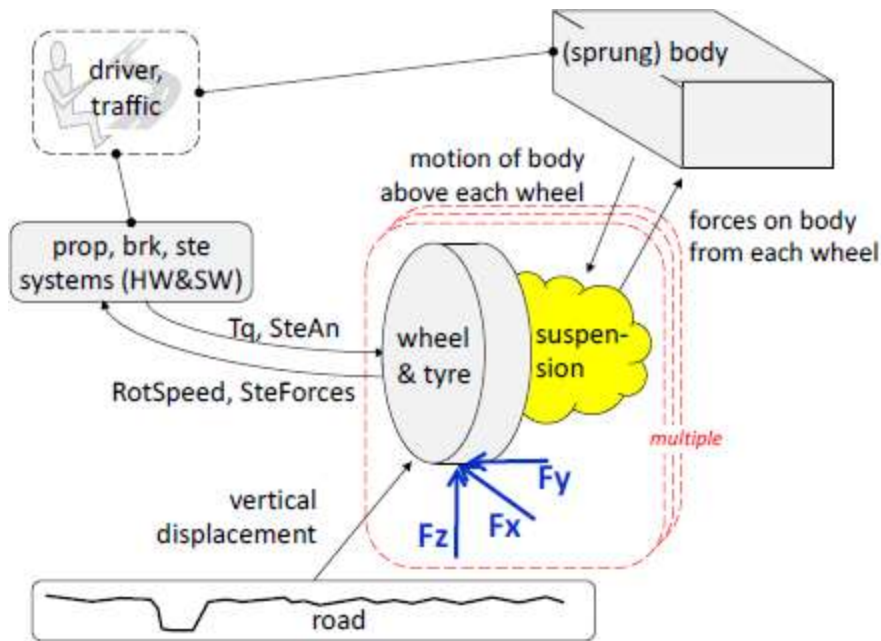 driver,
traffic
(sprung) body
motion of body
above each wheel
forces on body
from each wheel
prop, brk, ste
systems (HW&SW)
Tq, SteAn
RotSpeed, SteForces
wheel
& tyre
suspen-
sion
multiple
Fy
Fx
Fz
vertical
displacement
road